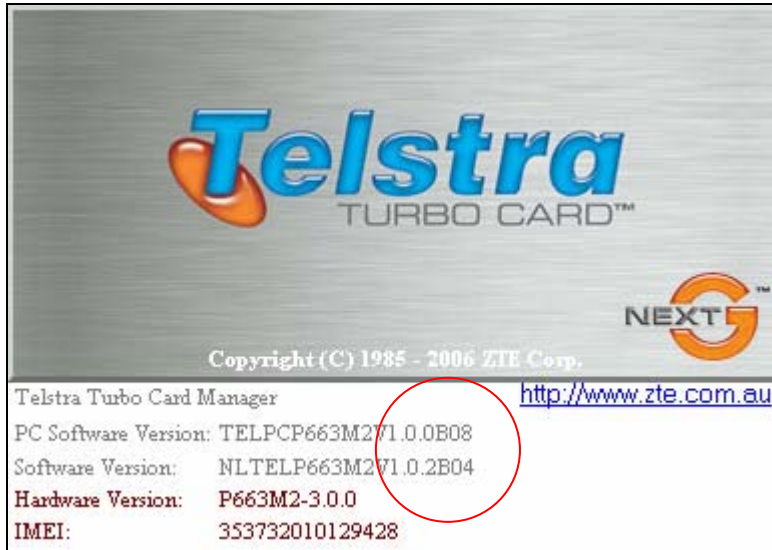 Telstra
TURBO CARD™
NEXT G™
Copyright (C) 1985 - 2006 ZTE Corp.
Telstra Turbo Card Manager http://www.zte.com.au
PC Software Version: TELPCP663M2V1.0.0B08
Software Version: NLTELP663M2V1.0.2B04
Hardware Version: P663M2-3.0.0
IMEI: 353732010129428